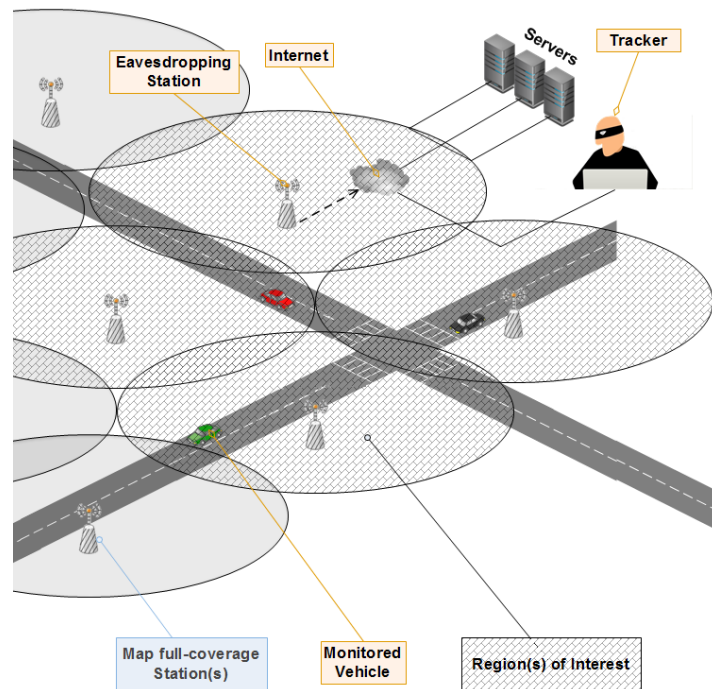 Eavesdropping
Station
Internet
Servers
Tracker
Map full-coverage
Station(s)
Monitored
Vehicle
Region(s) of Interest